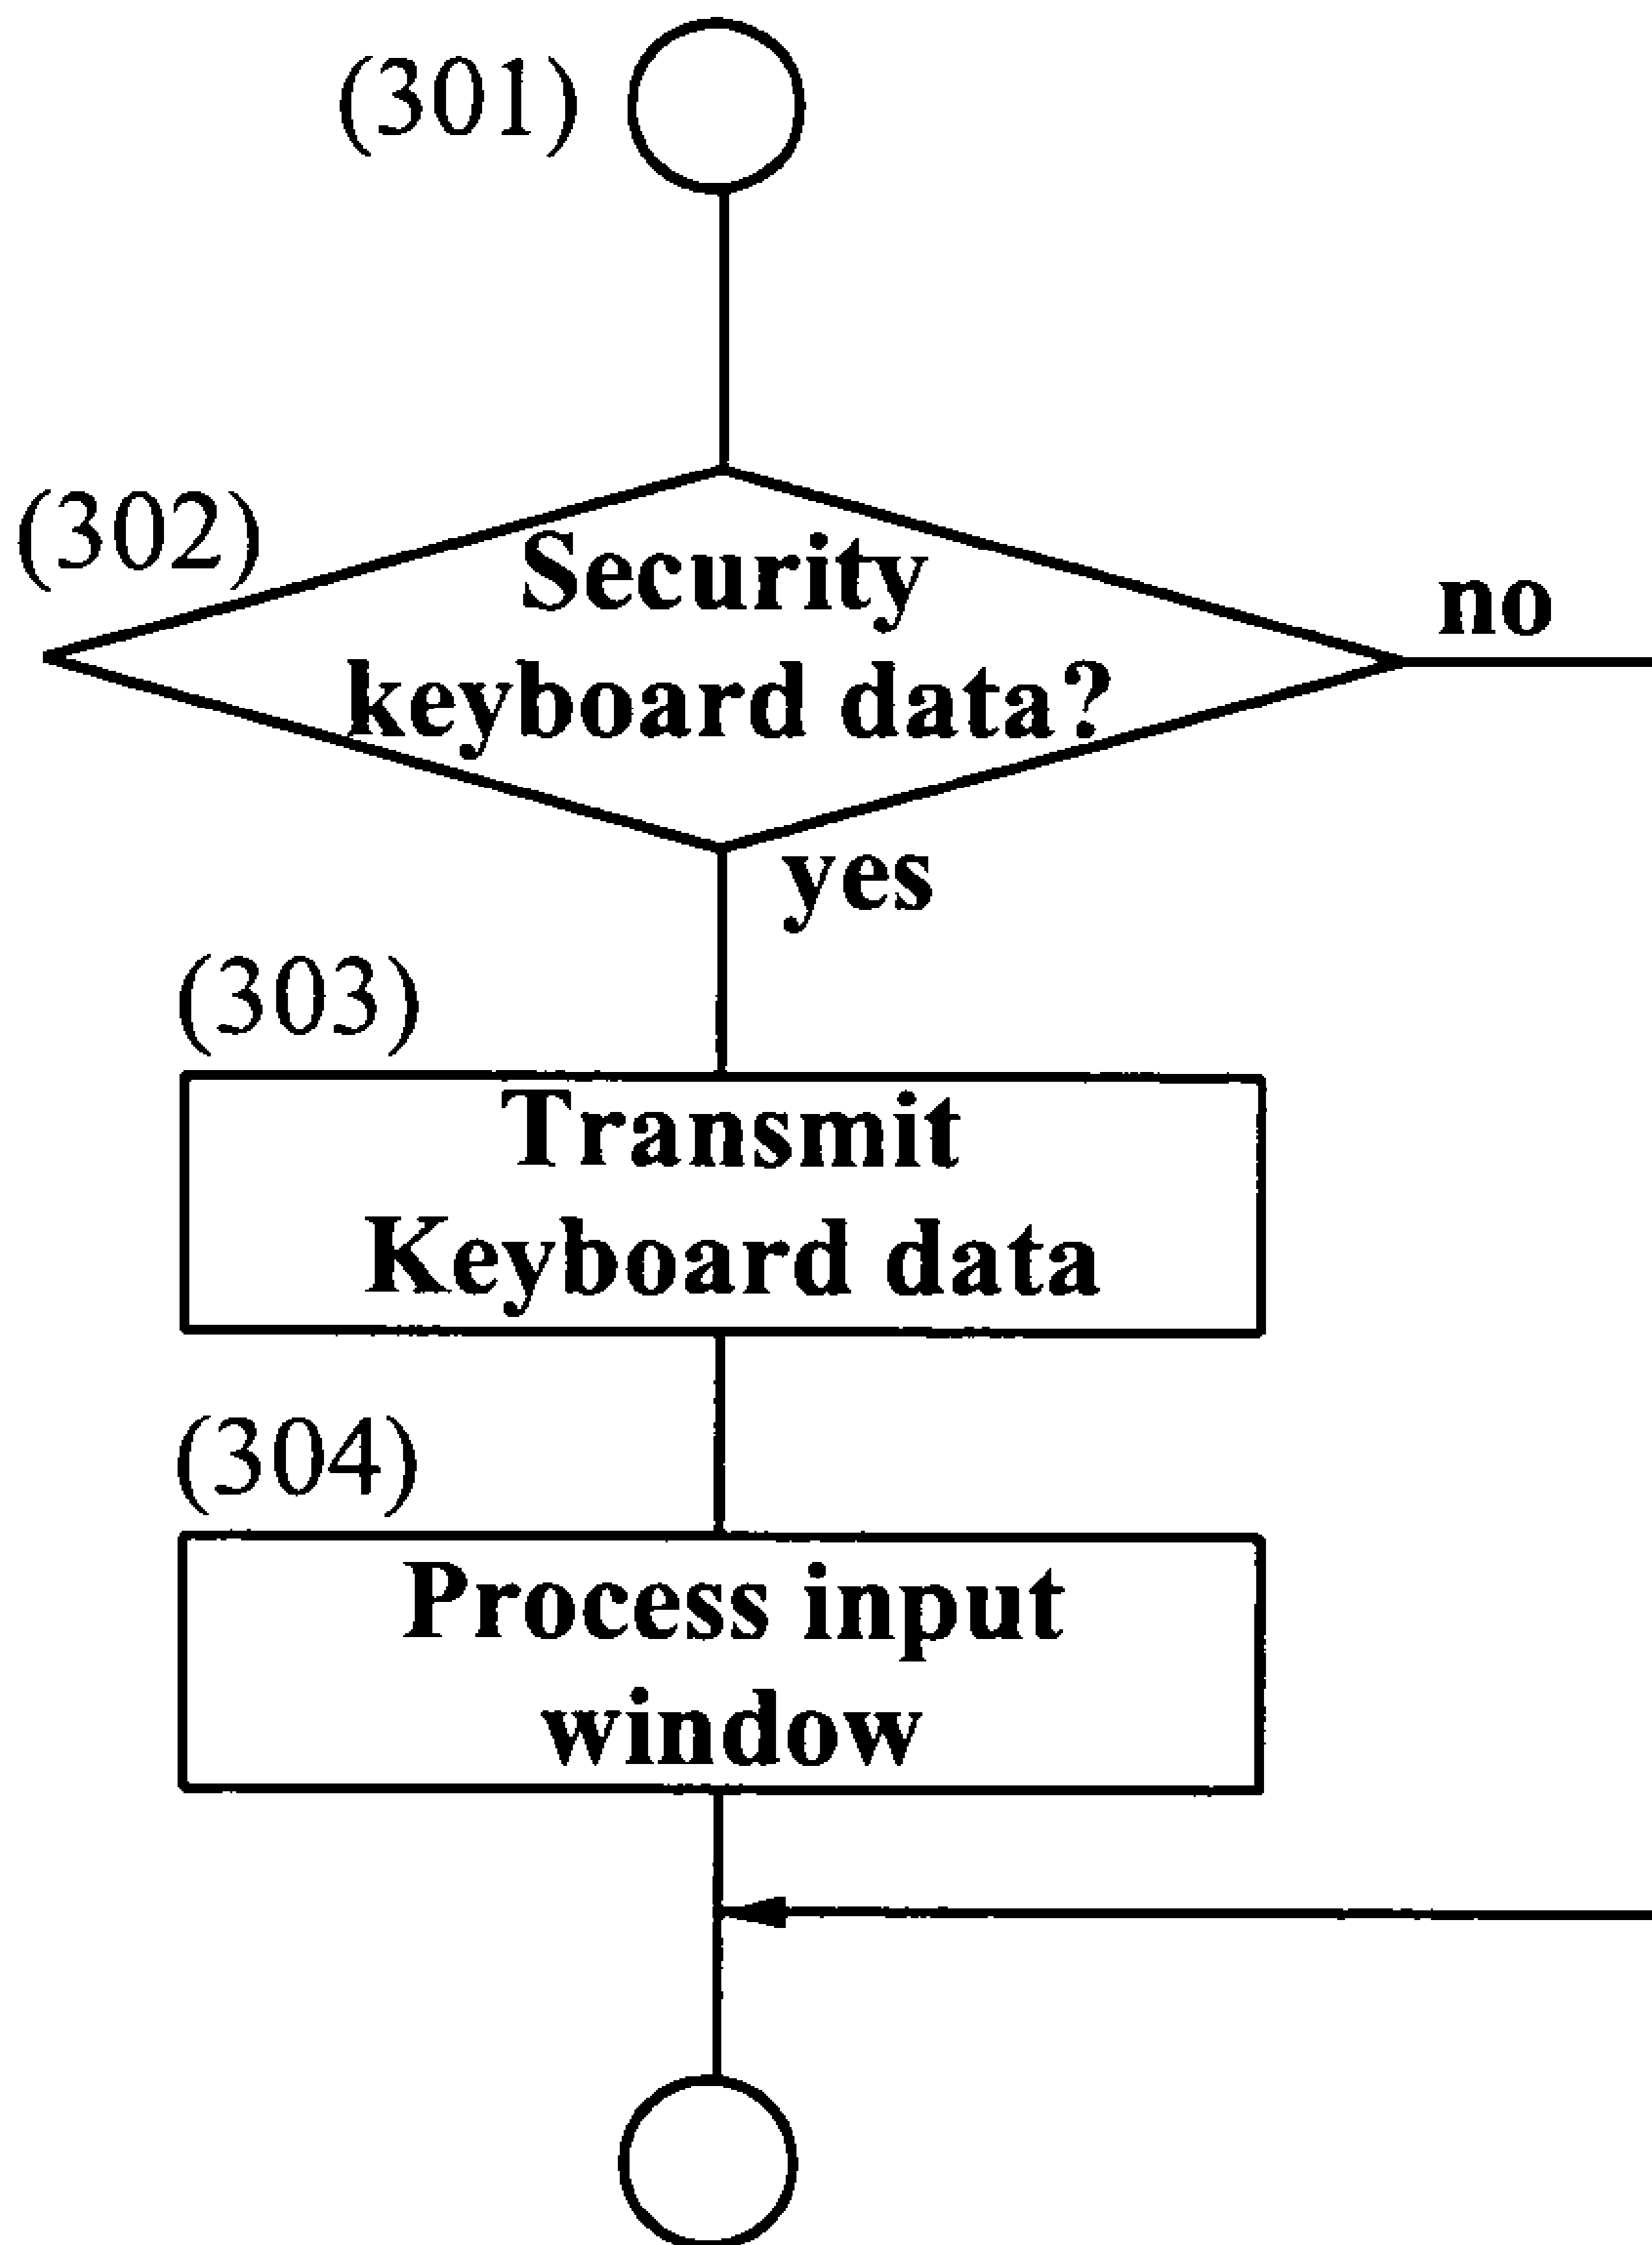 (301)
(302)
Security
keyboard data?
no
yes
(303)
Transmit
Keyboard data
(304)
Process input
window